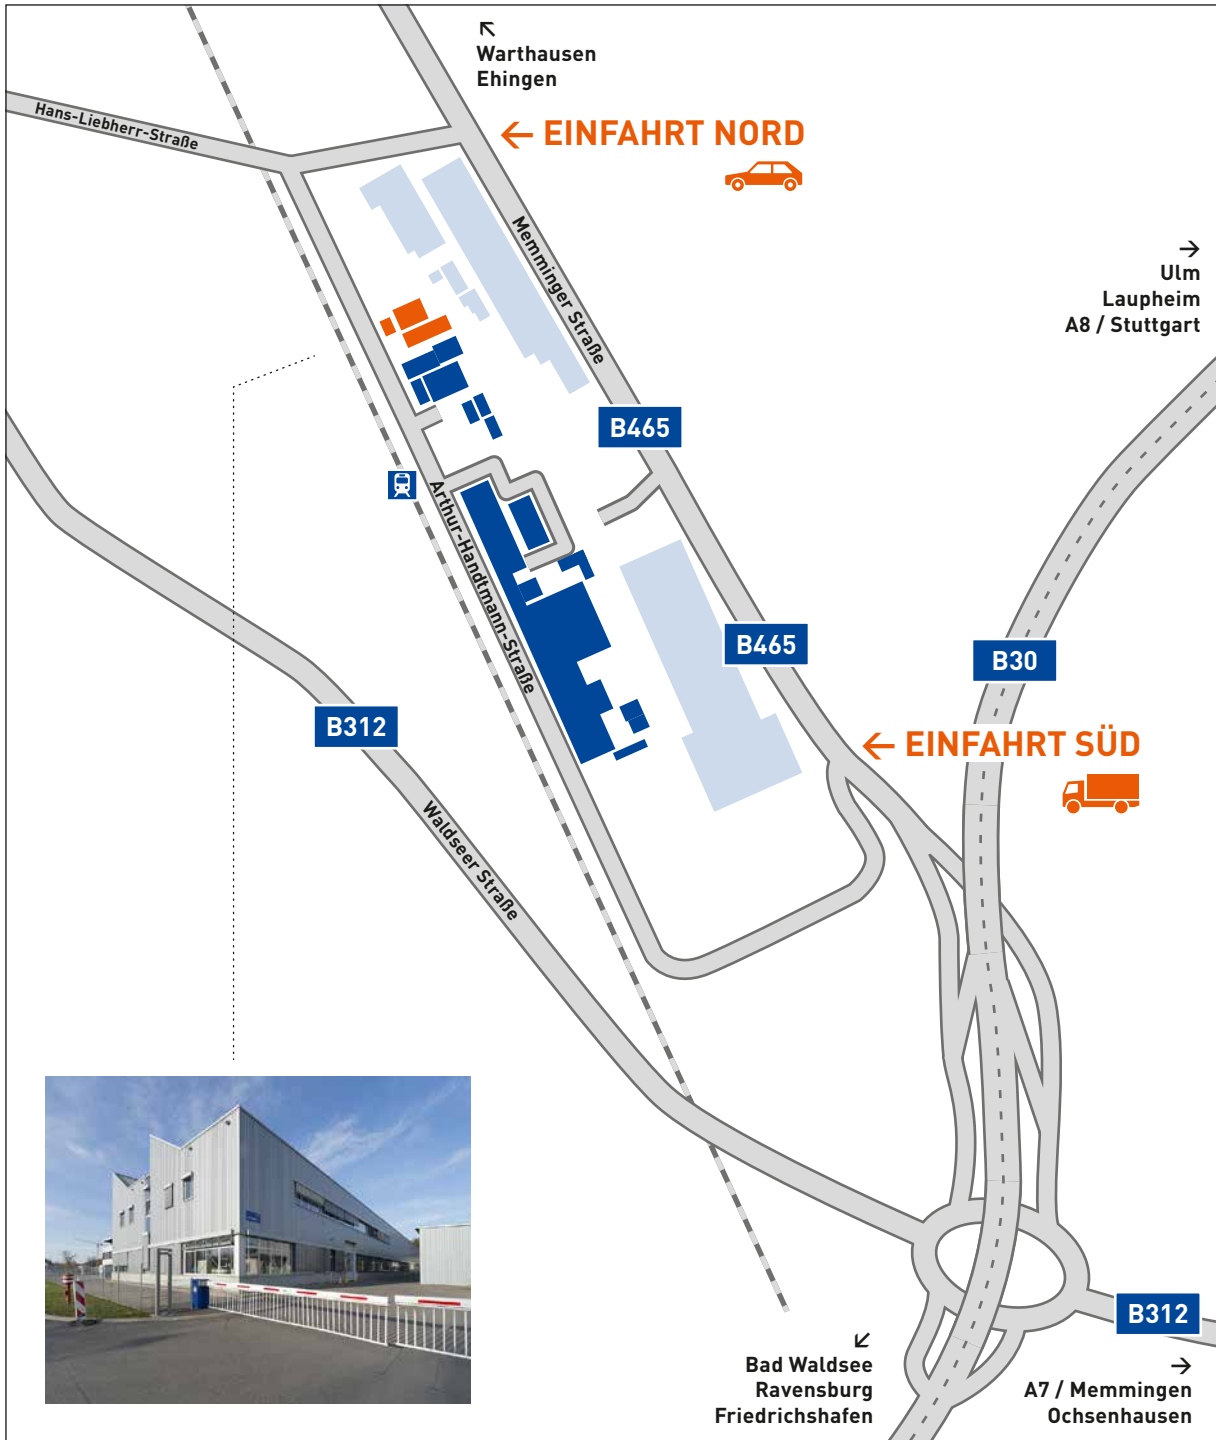 Warthausen
Ehingen
Hans-Liebherr-Straße
← EINFAHRT NORD
Memminger Straße
Ulm
Laupheim
A8 / Stuttgart
B465
Arthur-Handtmann-Straße
B465
B30
B312
← EINFAHRT SÜD
Waldseer Straße
B312
Bad Waldsee
Ravensburg
Friedrichshafen
A7 / Memmingen
Ochsenhausen